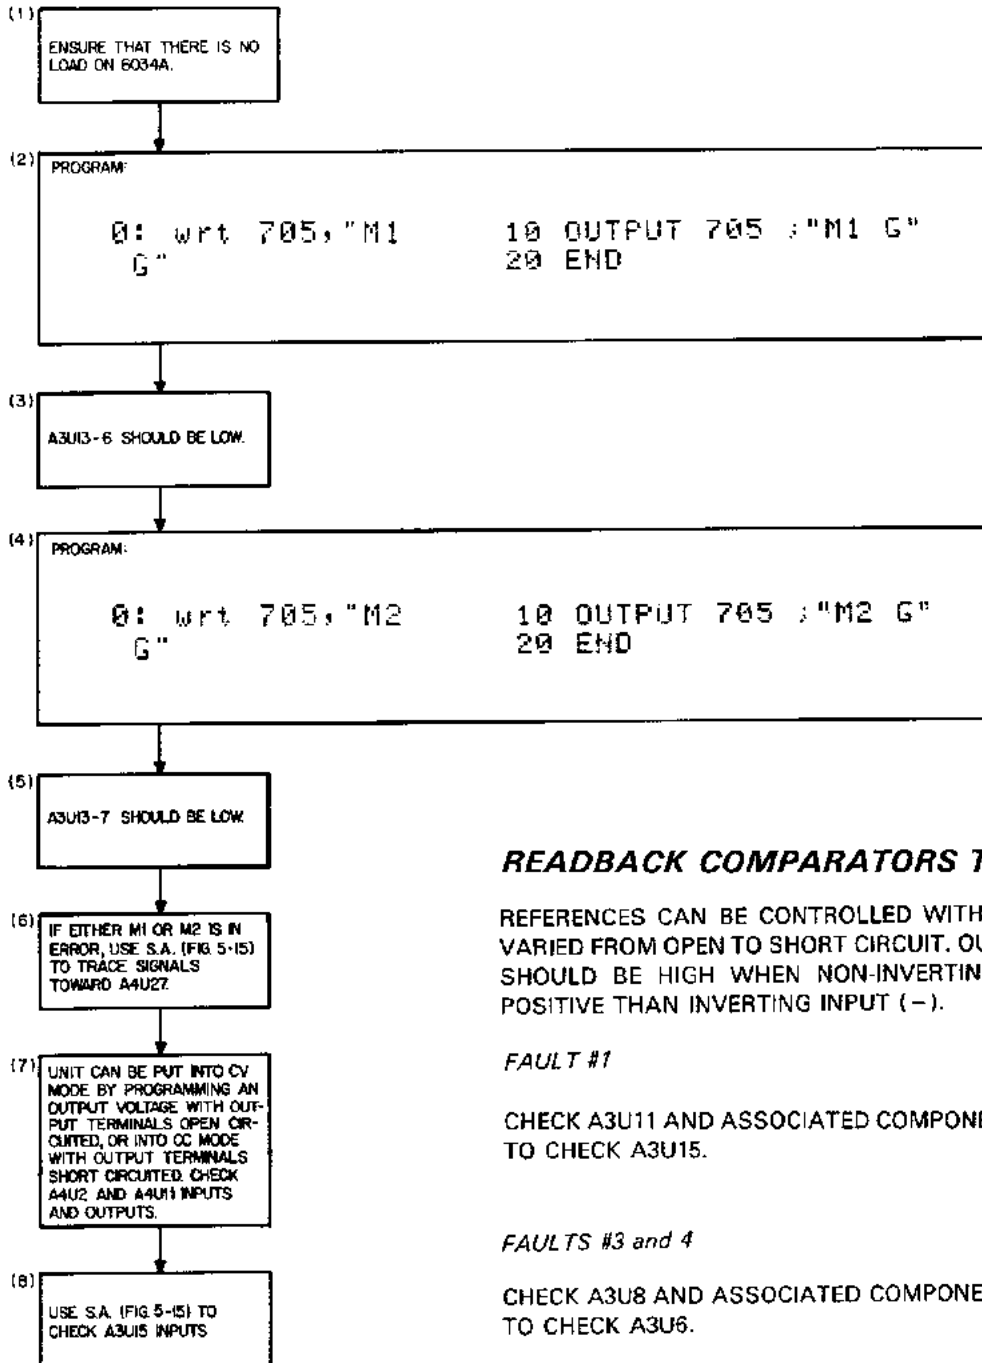 (1)
ENSURE THAT THERE IS NO
LOAD ON 6034A.
(2)
PROGRAM:
0: wrt 705,"M1
G"
10 OUTPUT 705 ;"M1 G"
20 END
(3)
A3U13-6 SHOULD BE LOW.
(4)
PROGRAM:
0: wrt 705,"M2
G"
10 OUTPUT 705 ;"M2 G"
20 END
(5)
A3U13-7 SHOULD BE LOW.
(6)
IF EITHER M1 OR M2 IS IN
ERROR, USE S.A. (FIG. 5-15)
TO TRACE SIGNALS
TOWARD A4U27.
(7)
UNIT CAN BE PUT INTO CV
MODE BY PROGRAMMING AN
OUTPUT VOLTAGE WITH OUT-
PUT TERMINALS OPEN CIR-
CUITED, OR INTO CC MODE
WITH OUTPUT TERMINALS
SHORT CIRCUITED. CHECK
A4U2 AND A4U11 INPUTS
AND OUTPUTS.
(8)
USE S.A. (FIG. 5-15) TO
CHECK A3U15 INPUTS
READBACK COMPARATORS T
REFERENCES CAN BE CONTROLLED WITH
VARIED FROM OPEN TO SHORT CIRCUIT. OU
SHOULD BE HIGH WHEN NON-INVERTIN
POSITIVE THAN INVERTING INPUT (–).
FAULT #1
CHECK A3U11 AND ASSOCIATED COMPONE
TO CHECK A3U15.
FAULTS #3 and 4
CHECK A3U8 AND ASSOCIATED COMPONE
TO CHECK A3U6.